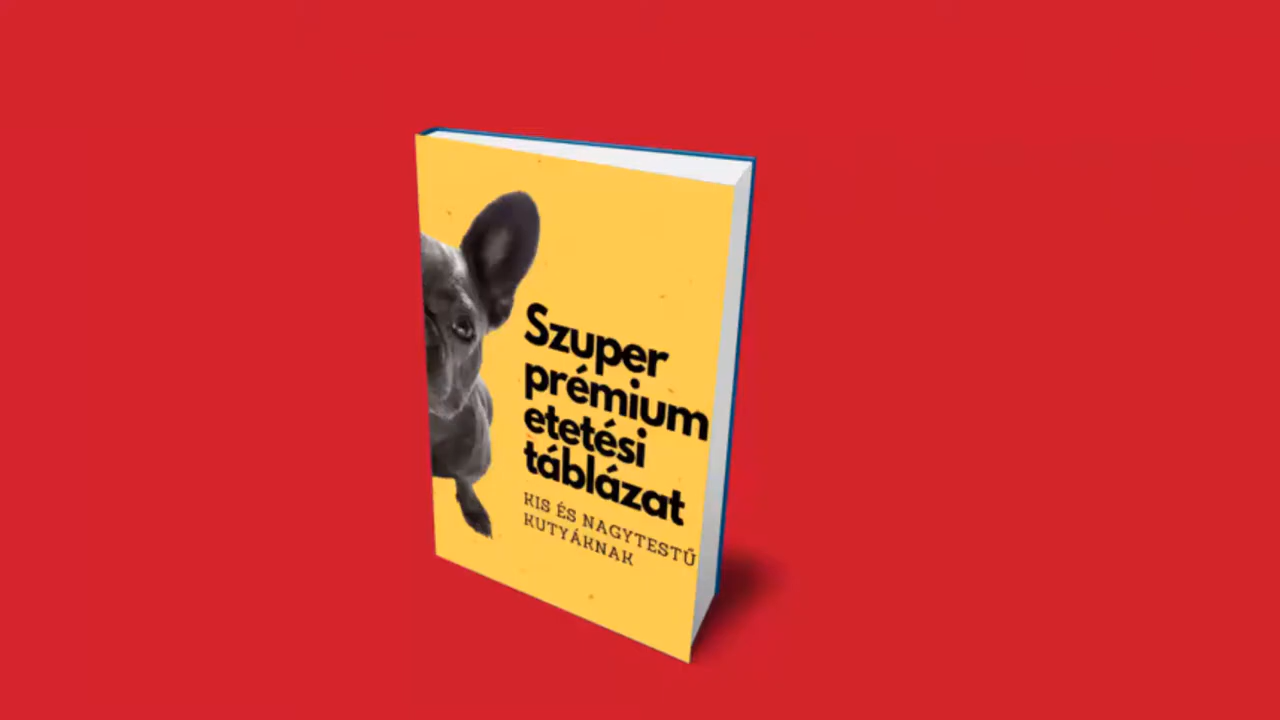 Szuper
prémium
etetési
táblázat
KIS ÉS NAGYTESTŰ
KUTYÁKNAK